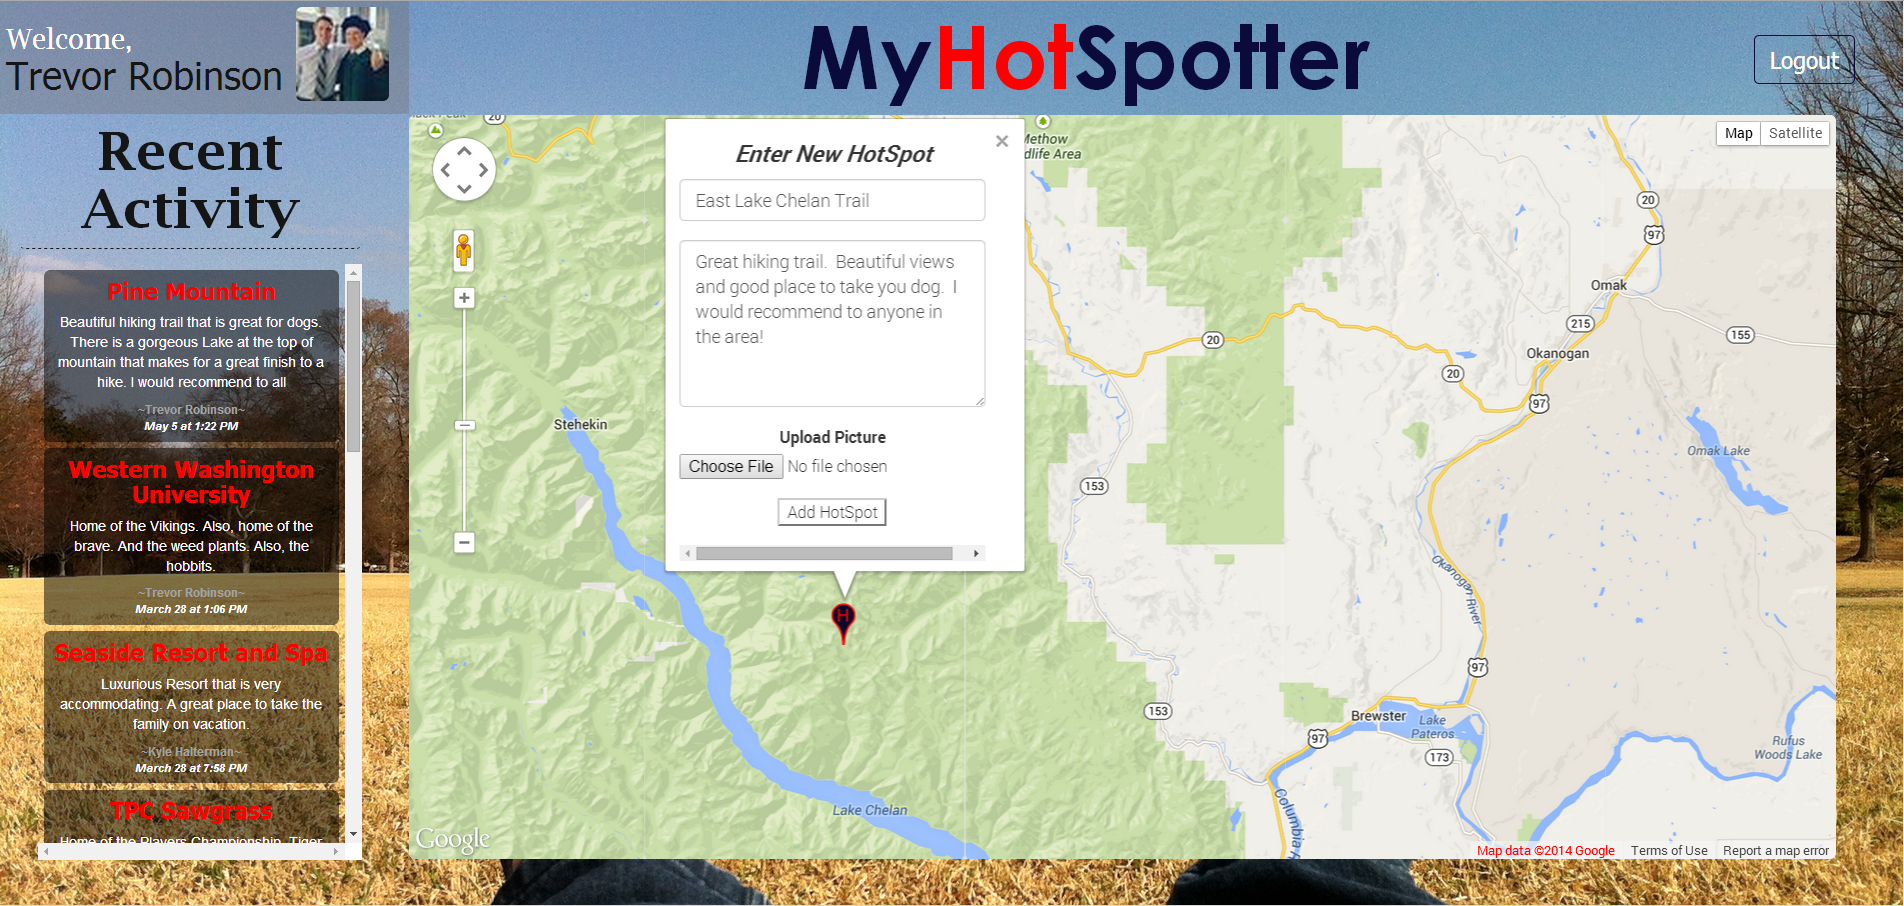 Welcome,
Trevor Robinson
MyHotSpotter
Logout
Recent
Activity
Pine Mountain
Beautiful hiking trail that is great for dogs.
There is a gorgeous Lake at the top of
mountain that makes for a great finish to a
hike. I would recommend to all
~Trevor Robinson~
May 5 at 1:22 PM
Western Washington
University
Home of the Vikings. Also, home of the
brave. And the weed plants. Also, the
hobbits.
~Trevor Robinson~
March 28 at 1:06 PM
Seaside Resort and Spa
Luxurious Resort that is very
accommodating. A great place to take the
family on vacation.
~Kyle Halterman~
March 28 at 7:58 PM
TPC Sawgrass
Home of the Players Championship. Tiger
Enter New HotSpot
East Lake Chelan Trail
Great hiking trail.  Beautiful views
and good place to take you dog.  I
would recommend to anyone in
the area!
Upload Picture
Choose File No file chosen
Add HotSpot
Map Satellite
20
Methow
dlife Area
20
97
Omak
215
155
Okanogan
20
20
97
Stehekin
Omak Lake
153
Okanogan River
97
153
Brewster
Lake
Pateros
97
173
Rufus
Woods Lake
Lake Chelan
Columbia R
H
Google
Map data ©2014 Google
Terms of Use
Report a map error